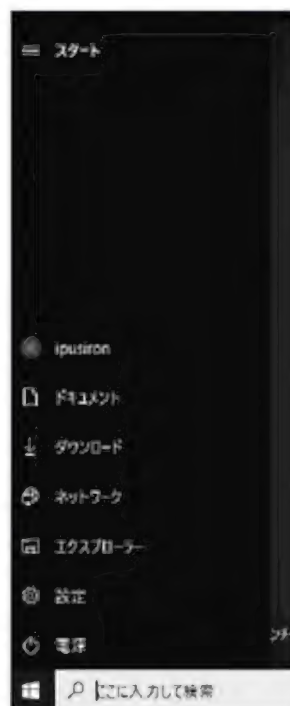 スタート
ipusiron
ドキュメント
ダウンロード
ネットワーク
エクスプローラー
設定
電源
ここに入力して検索